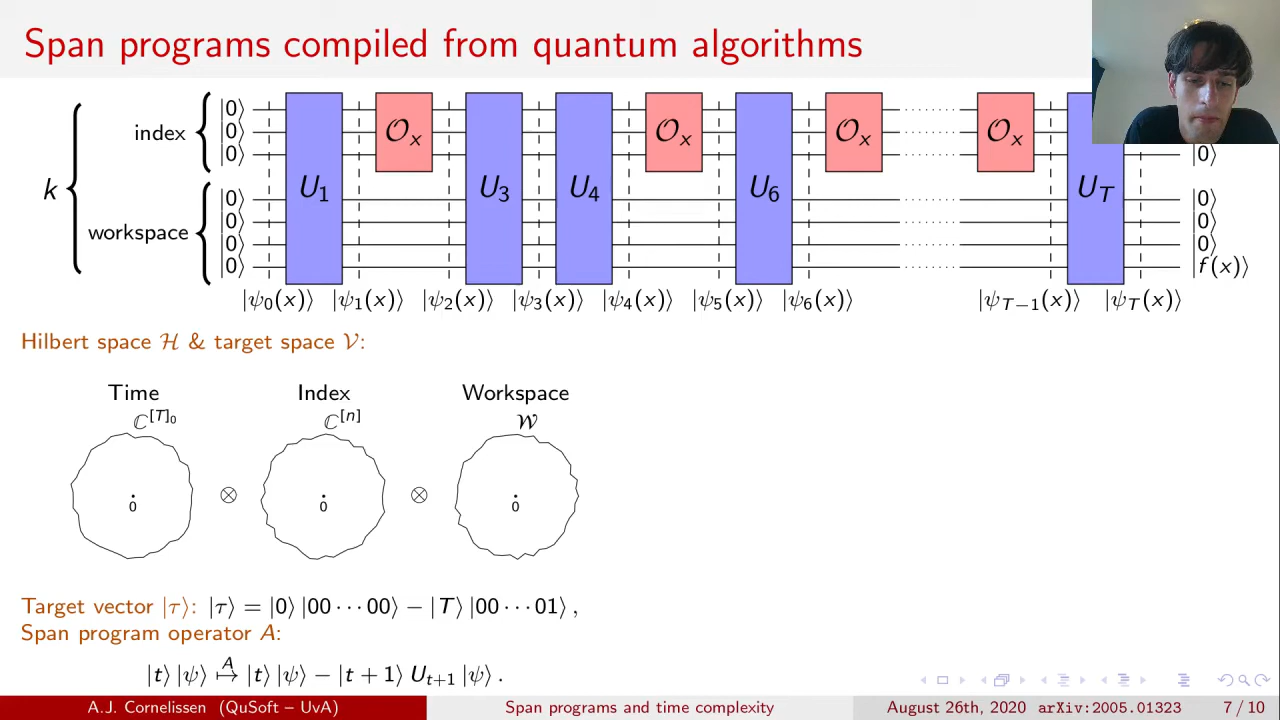 Span programs compiled from quantum algorithms
k
index
workspace
|0⟩
|0⟩
|0⟩
|0⟩
|0⟩
|0⟩
|0⟩
U₁
𝒪ₓ
U₃
U₄
𝒪ₓ
U₆
𝒪ₓ
𝒪ₓ
U_T
|0⟩
|0⟩
|0⟩
|0⟩
|f(x)⟩
|ψ₀(x)⟩ |ψ₁(x)⟩ |ψ₂(x)⟩ |ψ₃(x)⟩ |ψ₄(x)⟩ |ψ₅(x)⟩ |ψ₆(x)⟩ |ψ_{T−1}(x)⟩ |ψ_T(x)⟩
Hilbert space ℋ & target space 𝒱:
Time Index Workspace
ℂ^{[T]₀} ℂ^{[n]} 𝒲
0 ⊗ 0 ⊗ 0
Target vector |τ⟩: |τ⟩ = |0⟩ |00 ··· 00⟩ − |T⟩ |00 ··· 01⟩ ,
Span program operator A:
|t⟩ |ψ⟩ ↦^A |t⟩ |ψ⟩ − |t + 1⟩ U_{t+1} |ψ⟩ .
A.J. Cornelissen (QuSoft – UvA) Span programs and time complexity August 26th, 2020 arXiv:2005.01323 7 / 10